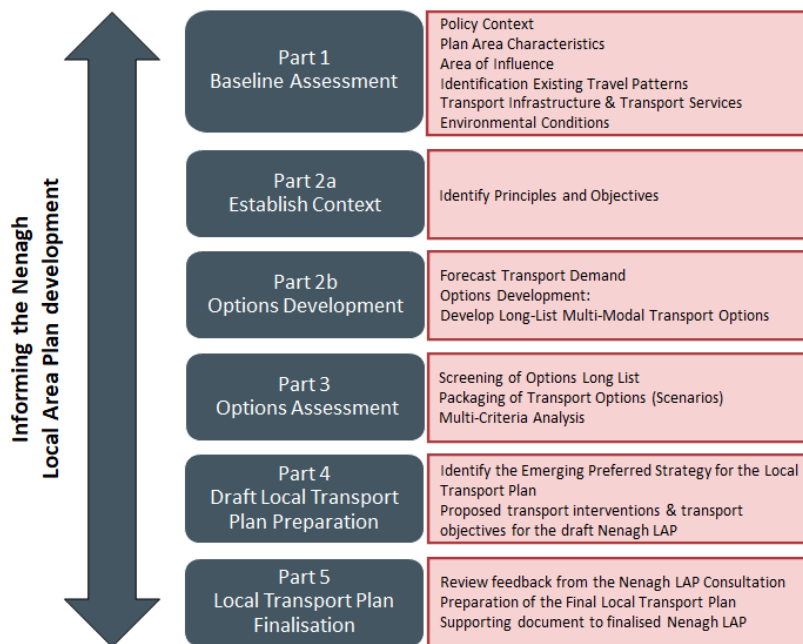 Informing the Nenagh
Local Area Plan development
Part 1
Baseline Assessment
Policy Context
Plan Area Characteristics
Area of Influence
Identification Existing Travel Patterns
Transport Infrastructure & Transport Services
Environmental Conditions
Part 2a
Establish Context
Identify Principles and Objectives
Part 2b
Options Development
Forecast Transport Demand
Options Development:
Develop Long-List Multi-Modal Transport Options
Part 3
Options Assessment
Screening of Options Long List
Packaging of Transport Options (Scenarios)
Multi-Criteria Analysis
Part 4
Draft Local Transport
Plan Preparation
Identify the Emerging Preferred Strategy for the Local
Transport Plan
Proposed transport interventions & transport
objectives for the draft Nenagh LAP
Part 5
Local Transport Plan
Finalisation
Review feedback from the Nenagh LAP Consultation
Preparation of the Final Local Transport Plan
Supporting document to finalised Nenagh LAP